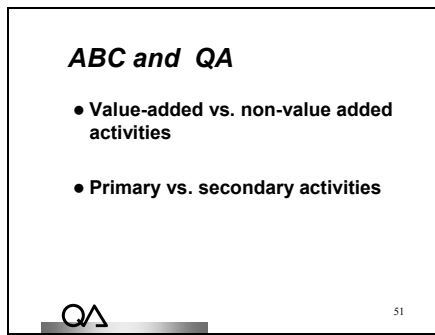 ABC and QA
• Value-added vs. non-value added
activities
• Primary vs. secondary activities
QA
51